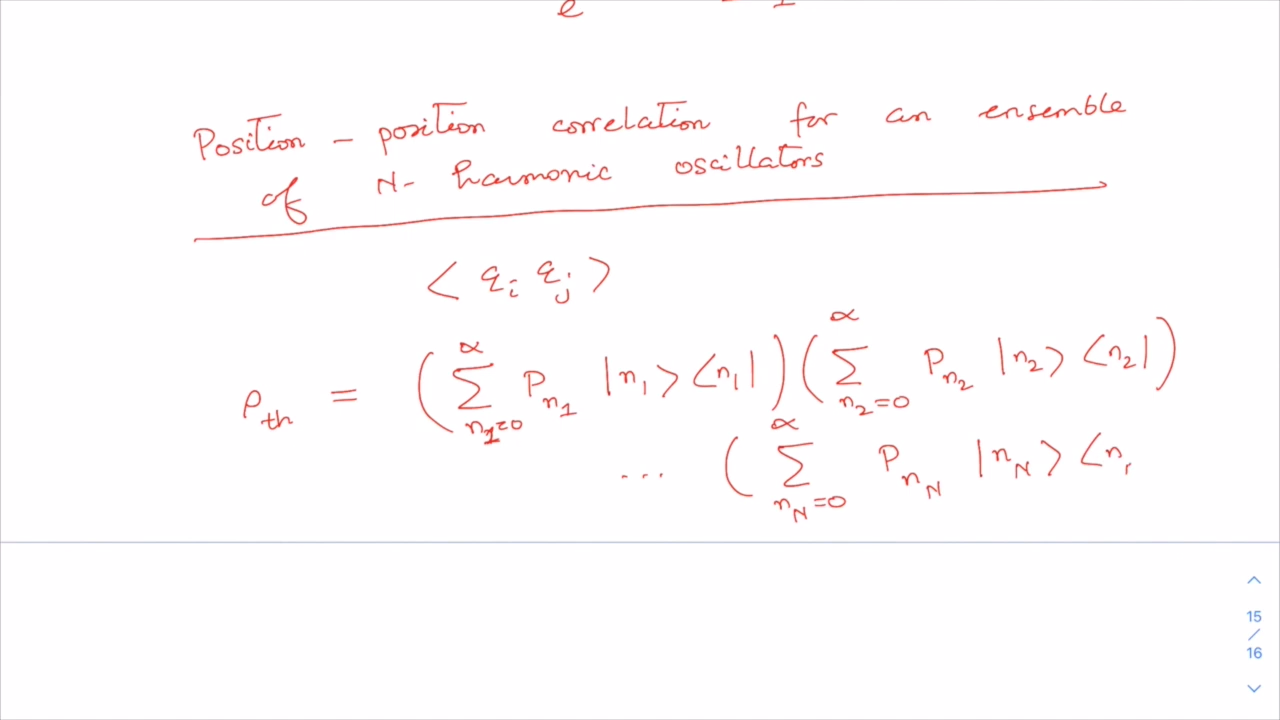 e 1
Position - position correlation for an ensemble
of N- harmonic oscillators
< q_i q_j >
ρ_th = ( ∑_{n_1=0}^{∝} P_{n_1} |n_1> <n_1| ) ( ∑_{n_2=0}^{∝} P_{n_2} |n_2> <n_2| )
... ( ∑_{n_N=0}^{∝} P_{n_N} |n_N> <n
15
/
16